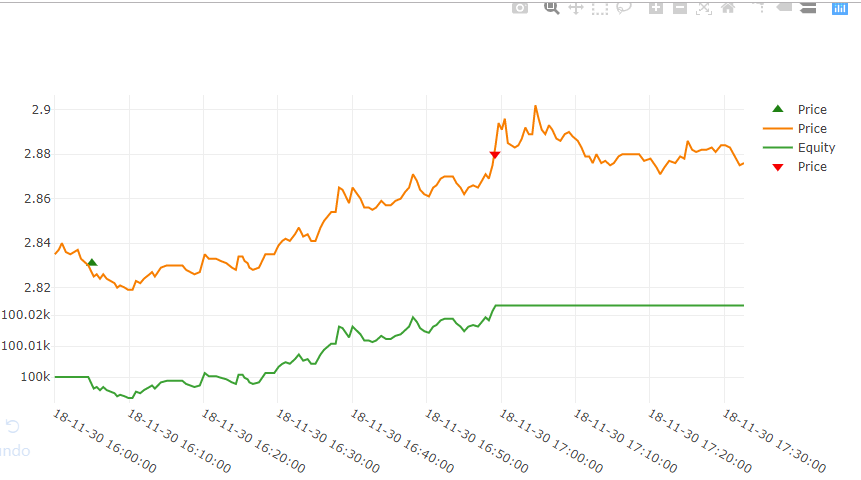 2.9
2.88
2.86
2.84
2.82
100.02k
100.01k
100k
18-11-30 16:00:00
18-11-30 16:10:00
18-11-30 16:20:00
18-11-30 16:30:00
18-11-30 16:40:00
18-11-30 16:50:00
18-11-30 17:00:00
18-11-30 17:10:00
18-11-30 17:20:00
18-11-30 17:30:00
Price
Price
Equity
Price
undo